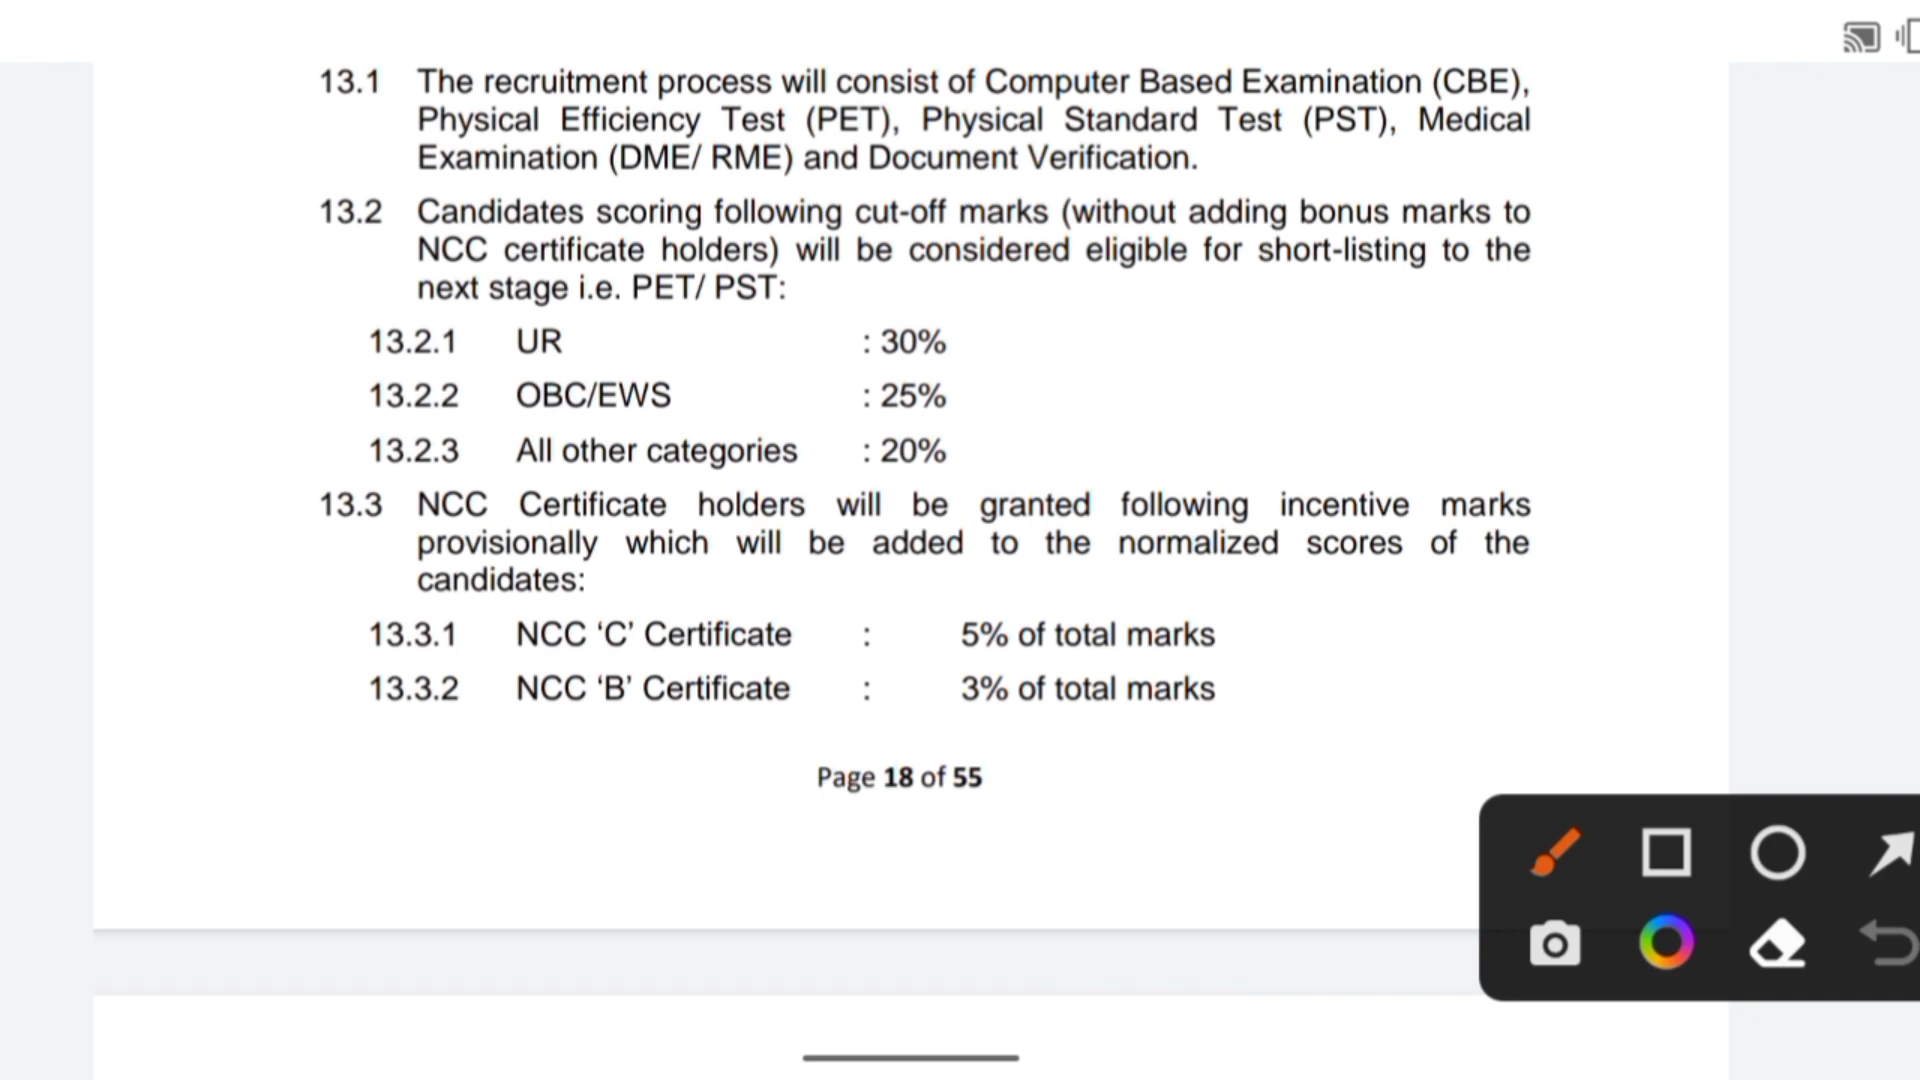 13.1 The recruitment process will consist of Computer Based Examination (CBE),
Physical Efficiency Test (PET), Physical Standard Test (PST), Medical
Examination (DME/ RME) and Document Verification.
13.2 Candidates scoring following cut-off marks (without adding bonus marks to
NCC certificate holders) will be considered eligible for short-listing to the
next stage i.e. PET/ PST:
13.2.1 UR : 30%
13.2.2 OBC/EWS : 25%
13.2.3 All other categories : 20%
13.3 NCC Certificate holders will be granted following incentive marks
provisionally which will be added to the normalized scores of the
candidates:
13.3.1 NCC ‘C’ Certificate : 5% of total marks
13.3.2 NCC ‘B’ Certificate : 3% of total marks
Page 18 of 55